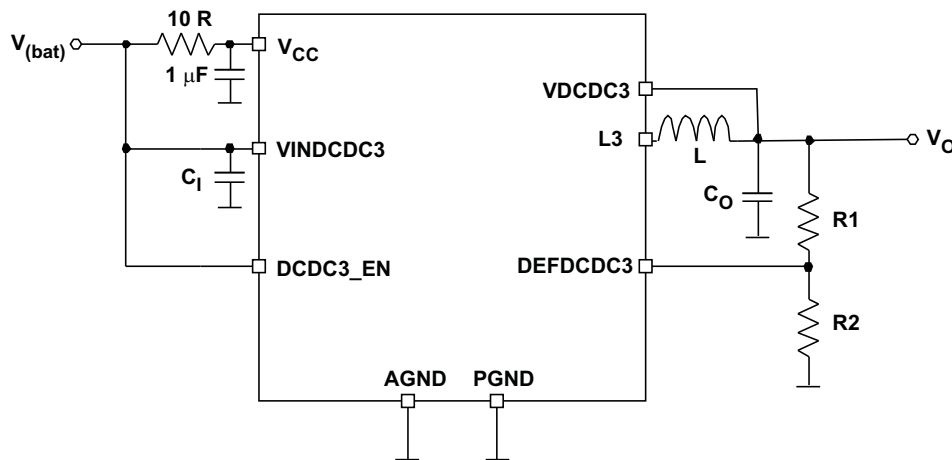 10 R
V(bat)
VCC
1 μF
VDCDC3
L3
VO
VINDCDC3
L
CI
CO
R1
DCDC3_EN
DEFDCDC3
R2
AGND
PGND